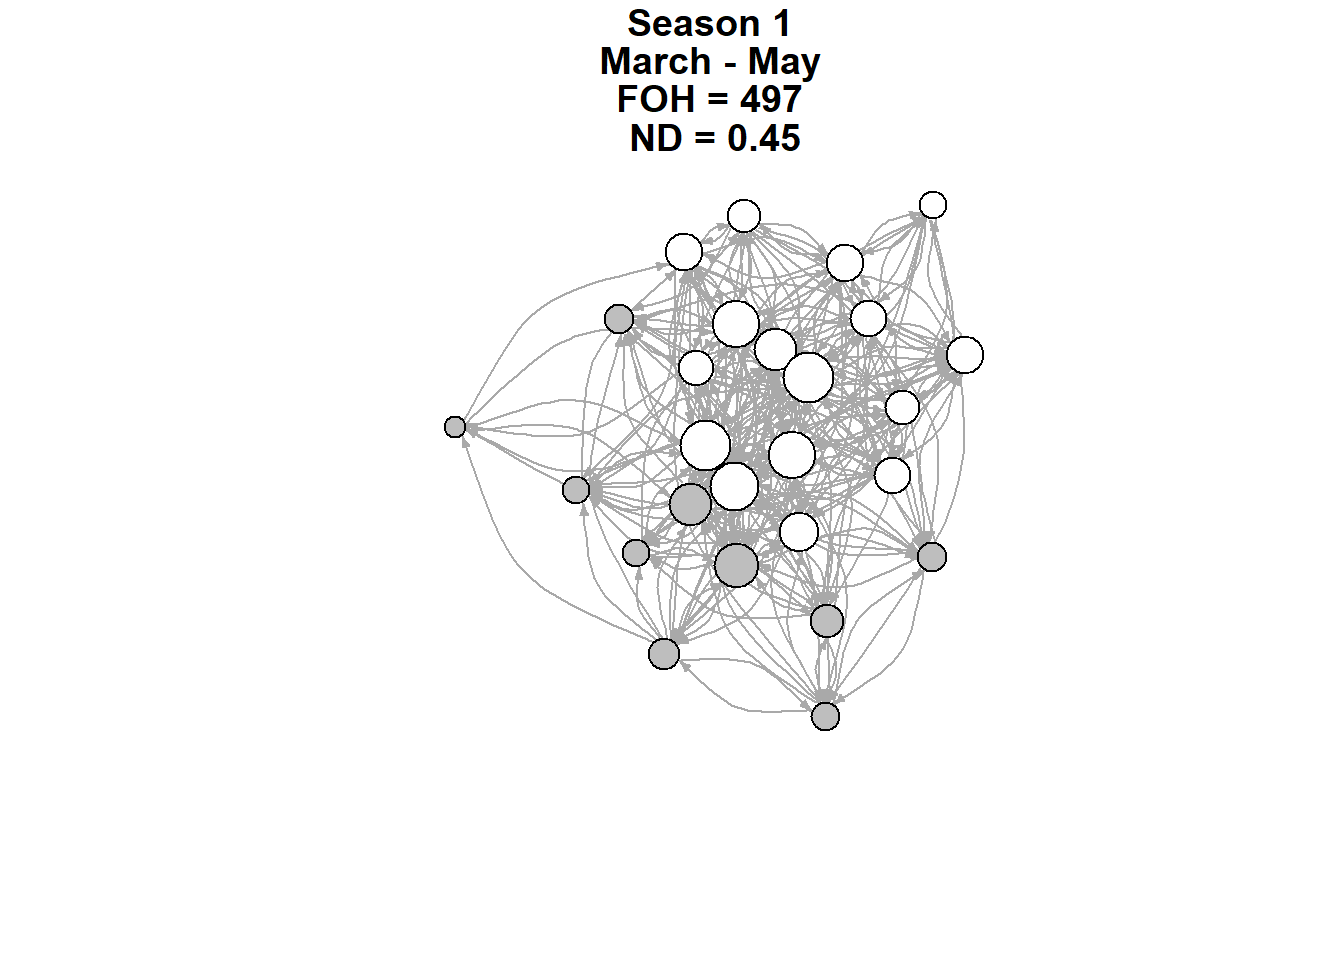 Season 1
March - May
FOH = 497
ND = 0.45